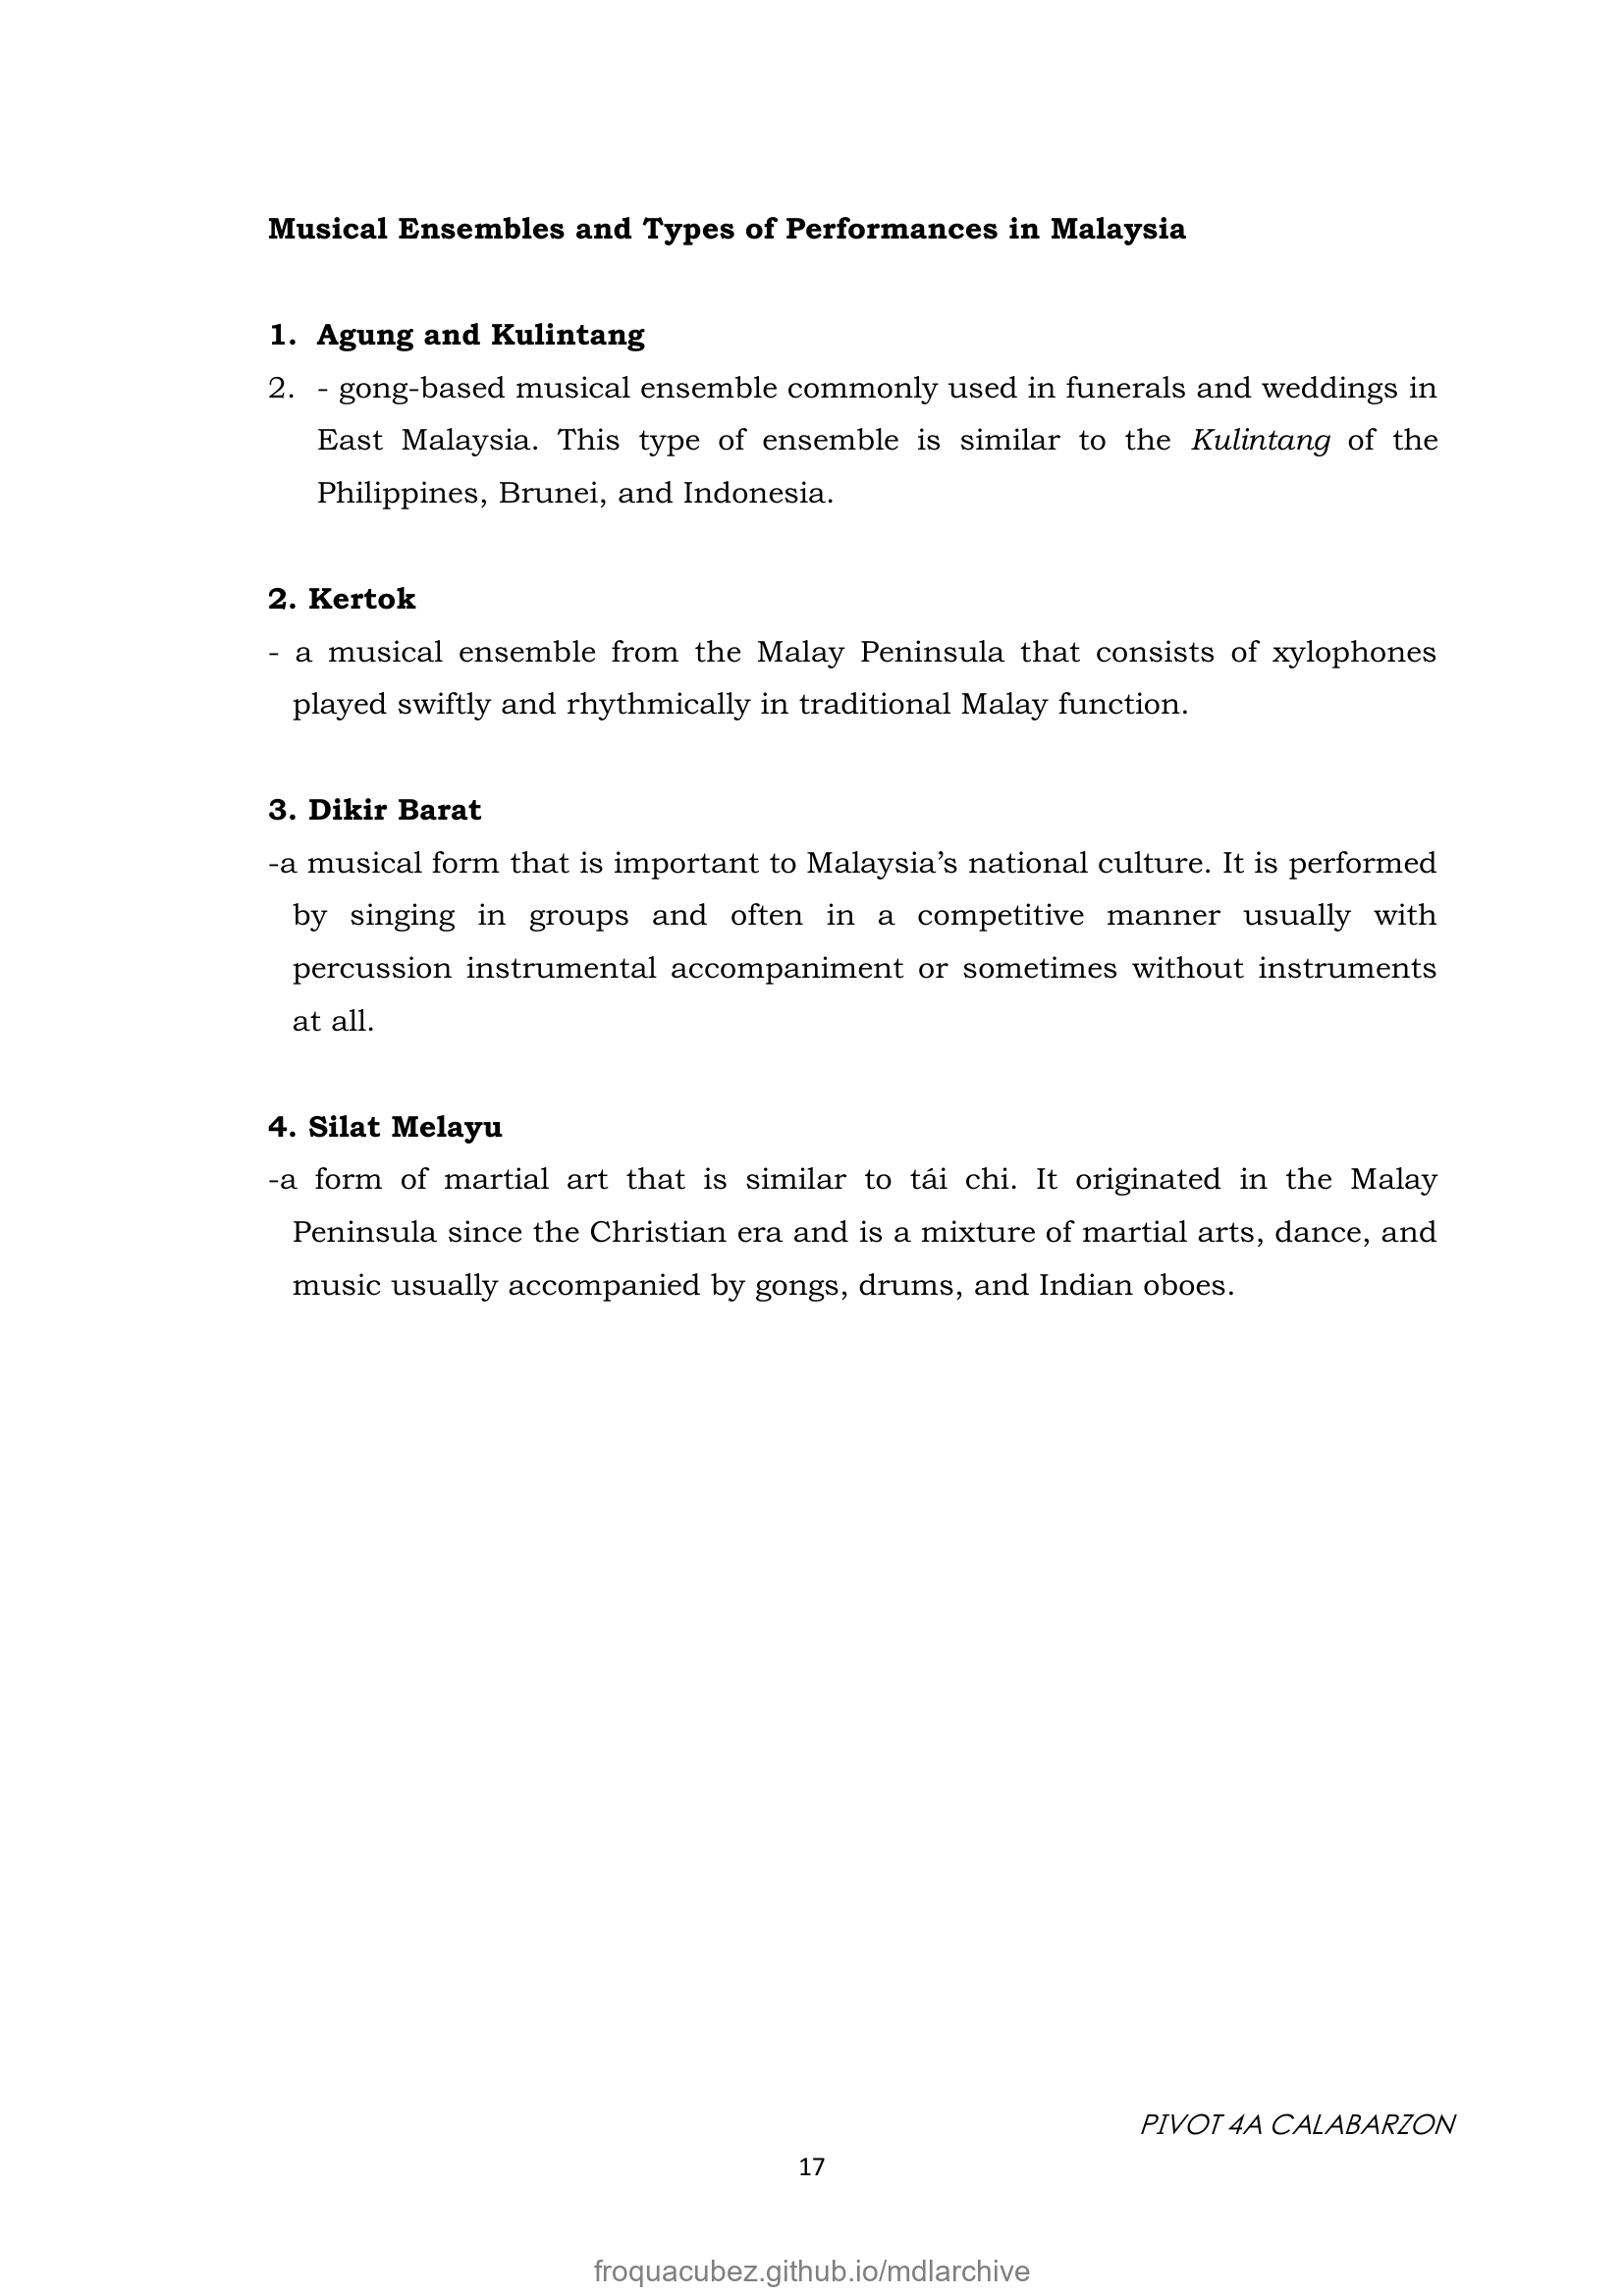 Musical Ensembles and Types of Performances in Malaysia
1. Agung and Kulintang
2. - gong-based musical ensemble commonly used in funerals and weddings in
East Malaysia. This type of ensemble is similar to the Kulintang of the
Philippines, Brunei, and Indonesia.
2. Kertok
- a musical ensemble from the Malay Peninsula that consists of xylophones
played swiftly and rhythmically in traditional Malay function.
3. Dikir Barat
-a musical form that is important to Malaysia’s national culture. It is performed
by singing in groups and often in a competitive manner usually with
percussion instrumental accompaniment or sometimes without instruments
at all.
4. Silat Melayu
-a form of martial art that is similar to tái chi. It originated in the Malay
Peninsula since the Christian era and is a mixture of martial arts, dance, and
music usually accompanied by gongs, drums, and Indian oboes.
PIVOT 4A CALABARZON
17
froquacubez.github.io/mdlarchive